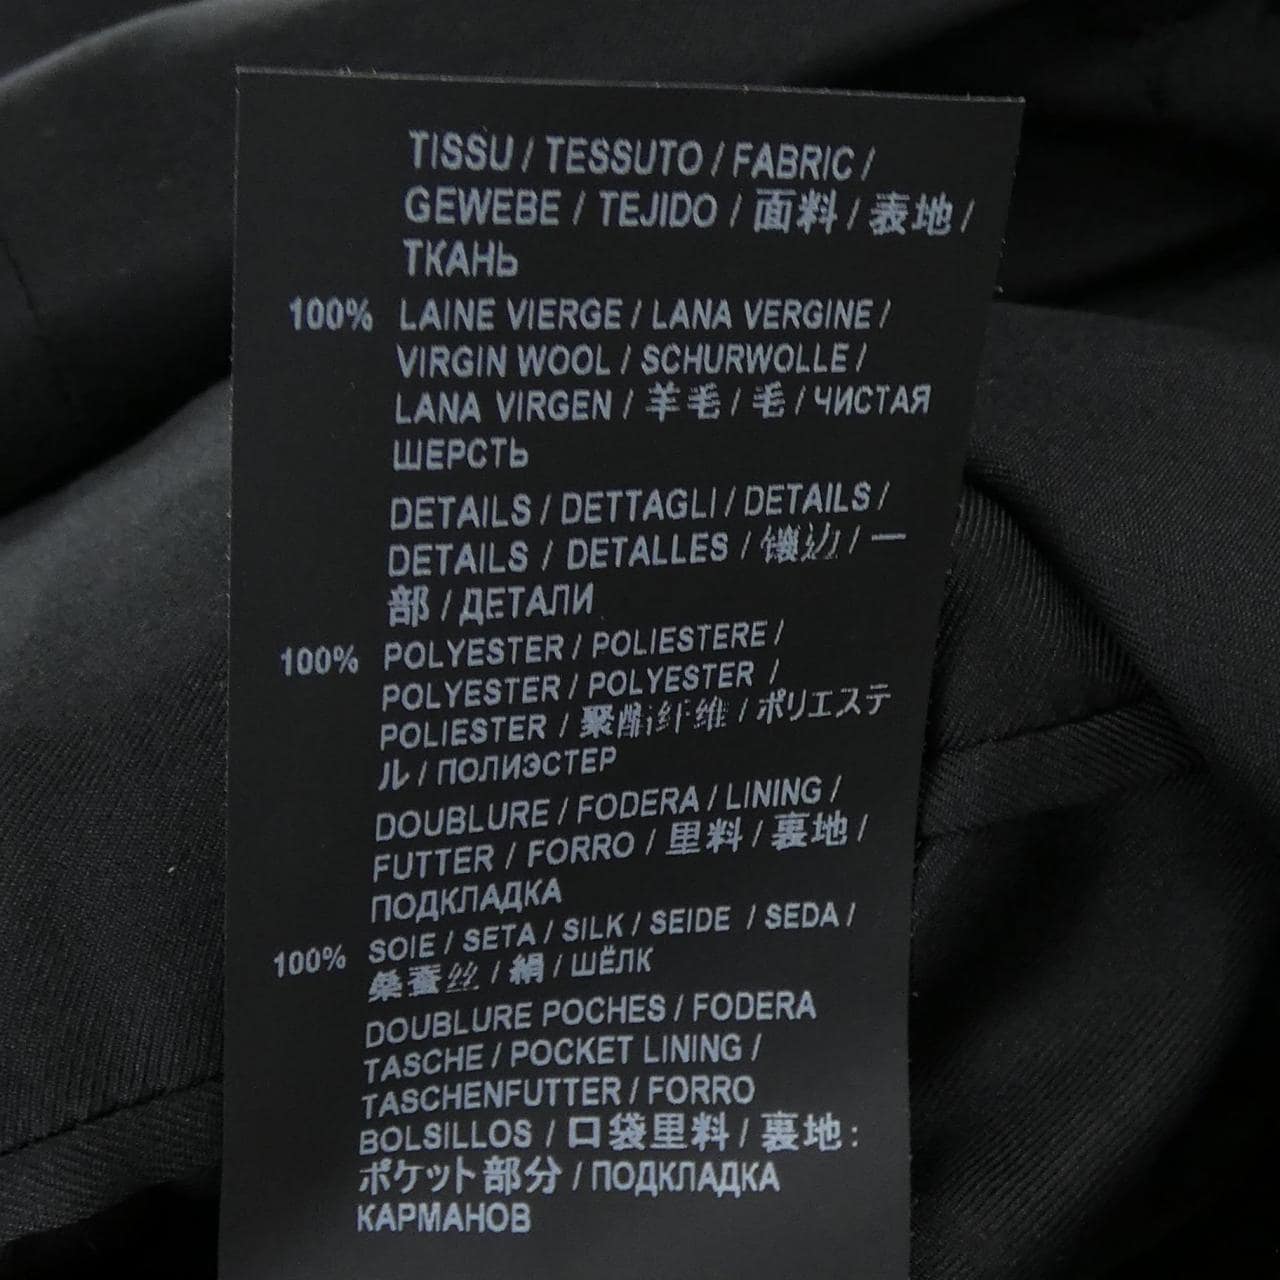 TISSU / TESSUTO / FABRIC /
GEWEBE / TEJIDO / 面料 / 表地 /
ТКАНЬ
100% LAINE VIERGE / LANA VERGINE /
VIRGIN WOOL / SCHURWOLLE /
LANA VIRGEN / 羊毛 / 毛 / ЧИСТАЯ
ШЕРСТЬ
DETAILS / DETTAGLI / DETAILS /
DETAILS / DETALLES / 镶边 / 一
部 / ДЕТАЛИ
100% POLYESTER / POLIESTERE /
POLYESTER / POLYESTER /
POLIESTER / 聚酯纤维 / ポリエステ
ル / ПОЛИЭСТЕР
DOUBLURE / FODERA / LINING /
FUTTER / FORRO / 里料 / 裏地 /
ПОДКЛАДКА
100% SOIE / SETA / SILK / SEIDE / SEDA /
桑蚕丝 / 絹 / ШЁЛК
DOUBLURE POCHES / FODERA
TASCHE / POCKET LINING /
TASCHENFUTTER / FORRO
BOLSILLOS / 口袋里料 / 裏地:
ポケット部分 / ПОДКЛАДКА
КАРМАНОВ